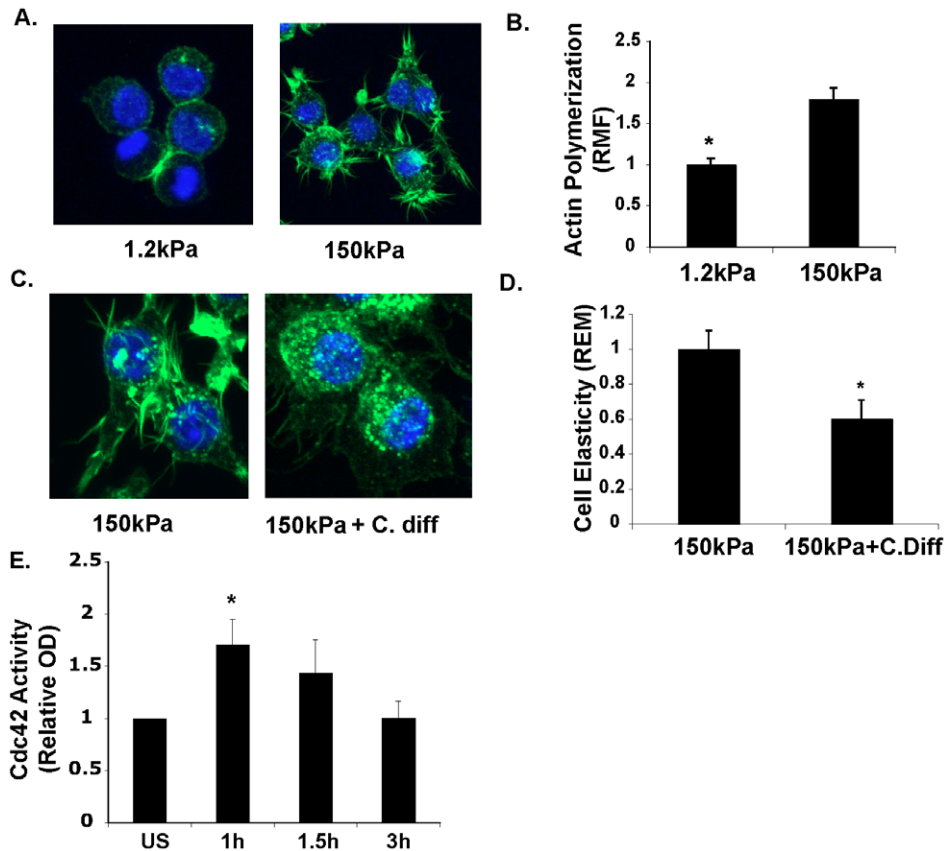 A.
1.2kPa
150kPa
B.
Actin Polymerization
(RMF)
2.5
2
1.5
1
0.5
0
*
1.2kPa
150kPa
C.
150kPa
150kPa + C. diff
D.
Cell Elasticity (REM)
1.2
1
0.8
0.6
0.4
0.2
0
*
150kPa
150kPa+C.Diff
E.
Cdc42 Activity
(Relative OD)
2.5
2
1.5
1
0.5
0
*
US
1h
1.5h
3h